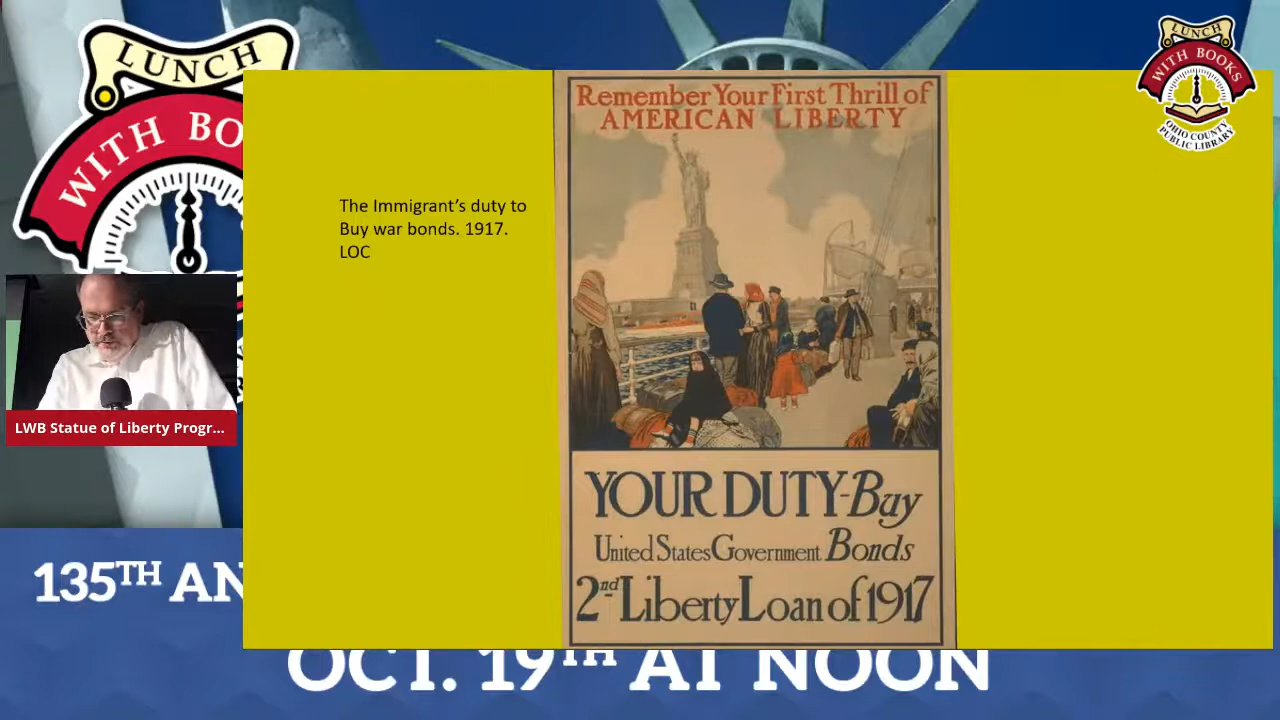 LUNCH
WITH BO
The Immigrant's duty to
Buy war bonds. 1917.
LOC
Remember Your First Thrill of
AMERICAN LIBERTY
YOUR DUTY-Buy
United States Government Bonds
2nd Liberty Loan of 1917
LUNCH
WITH BOOKS
OHIO COUNTY
PUBLIC LIBRARY
LWB Statue of Liberty Progr...
135TH AN
OCT. 19TH AT NOON